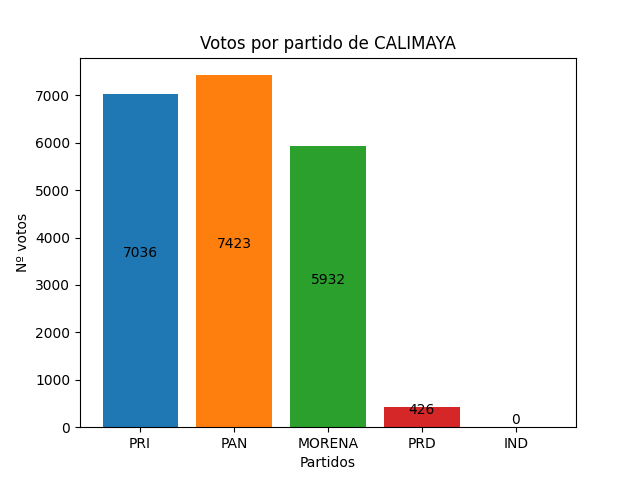 Votos por partido de CALIMAYA
Nº votos
7000
6000
5000
4000
3000
2000
1000
0
7036
7423
5932
426
0
PRI
PAN
MORENA
PRD
IND
Partidos